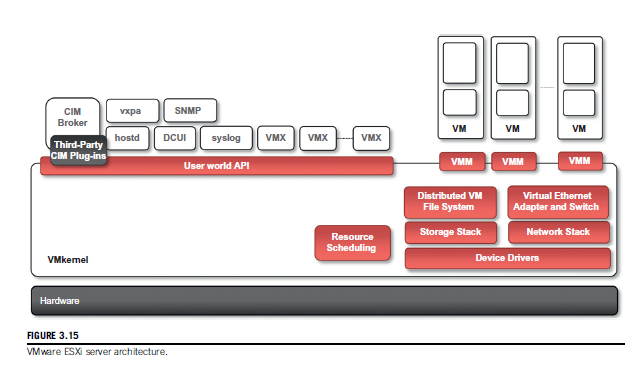 CIM
Broker
vxpa
SNMP
Third-Party
CIM Plug-ins
hostd
DCUI
syslog
VMX
VMX
VMX
VM
VM
VM
User world API
VMM
VMM
VMM
Distributed VM
File System
Virtual Ethernet
Adapter and Switch
Resource
Scheduling
Storage Stack
Network Stack
VMkernel
Device Drivers
Hardware
FIGURE 3.15
VMware ESXi server architecture.